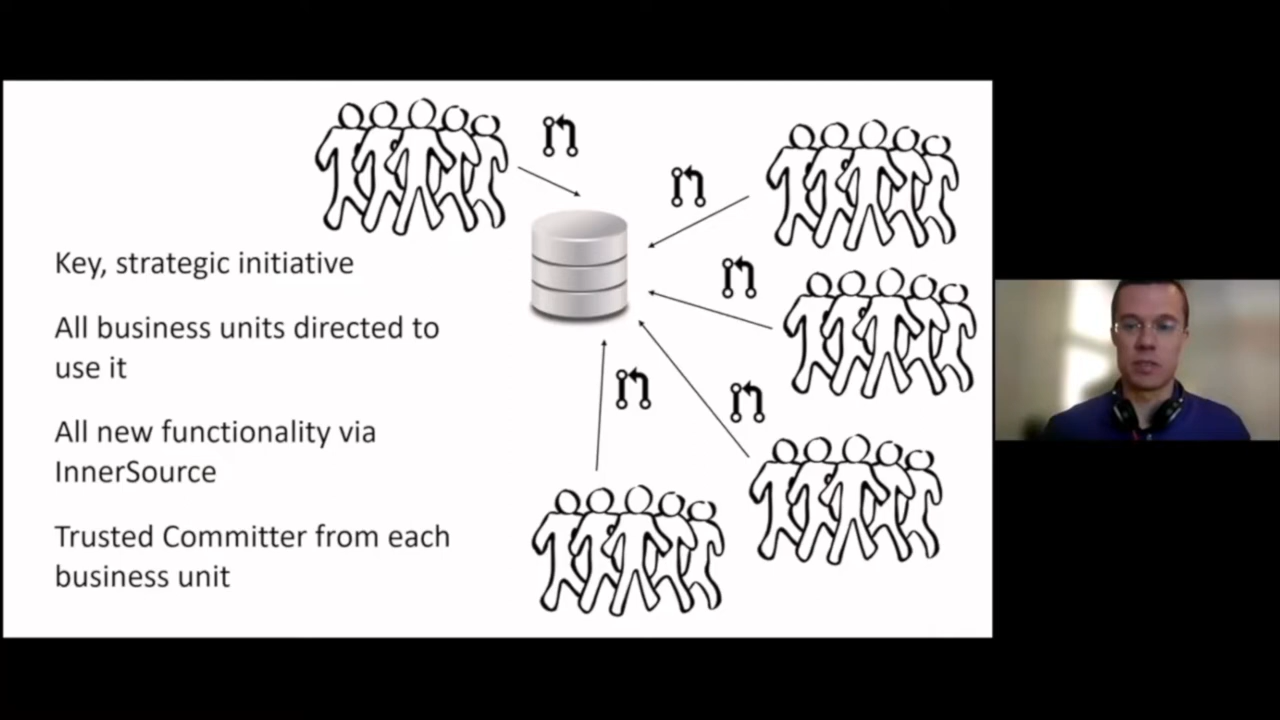 Key, strategic initiative
All business units directed to
use it
All new functionality via
InnerSource
Trusted Committer from each
business unit